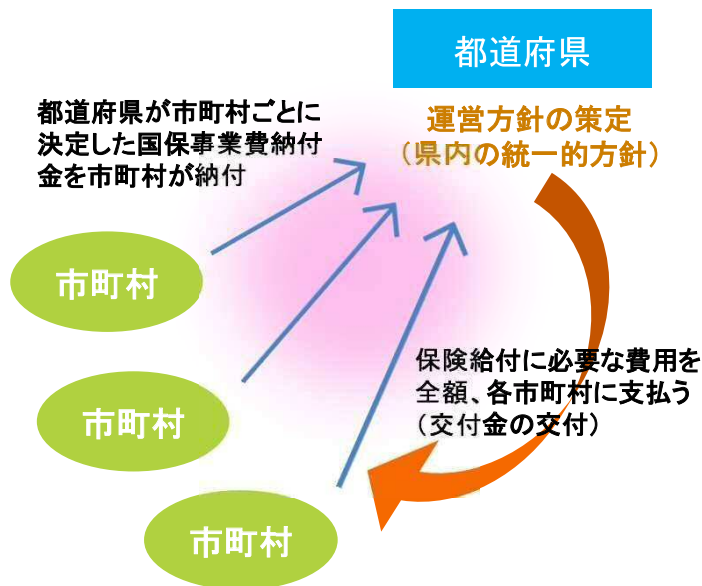 都道府県
都道府県が市町村ごとに
決定した国保事業費納付
金を市町村が納付
運営方針の策定
（県内の統一的方針）
市町村
保険給付に必要な費用を
全額、各市町村に支払う
（交付金の交付）
市町村
市町村